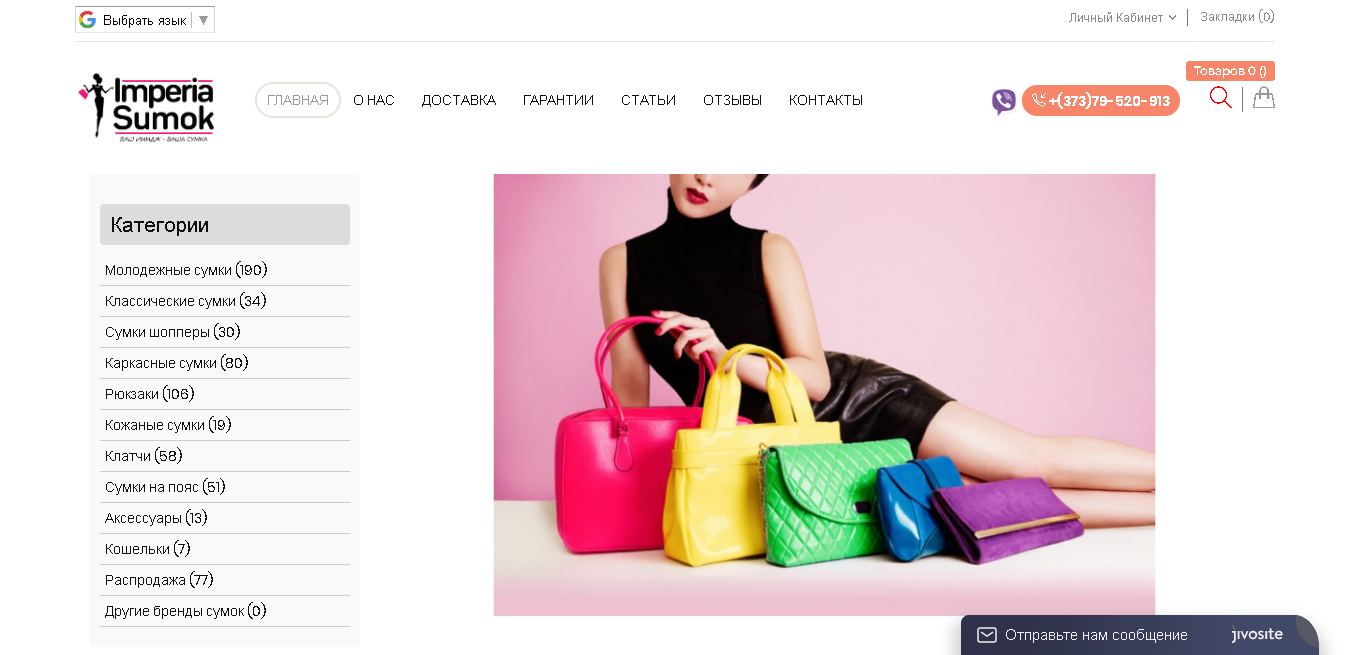 Выбрать язык ▼
Личный Кабинет
Закладки (0)
Товаров 0 ()
Imperia
Sumok
ВАШ ИМИДЖ - ВАША СУМКА
ГЛАВНАЯ
О НАС
ДОСТАВКА
ГАРАНТИИ
СТАТЬИ
ОТЗЫВЫ
КОНТАКТЫ
+(373)79-520-913
Категории
Молодежные сумки (190)
Классические сумки (34)
Сумки шопперы (30)
Каркасные сумки (80)
Рюкзаки (106)
Кожаные сумки (19)
Клатчи (58)
Сумки на пояс (51)
Аксессуары (13)
Кошельки (7)
Распродажа (77)
Другие бренды сумок (0)
Отправьте нам сообщение
jivosite